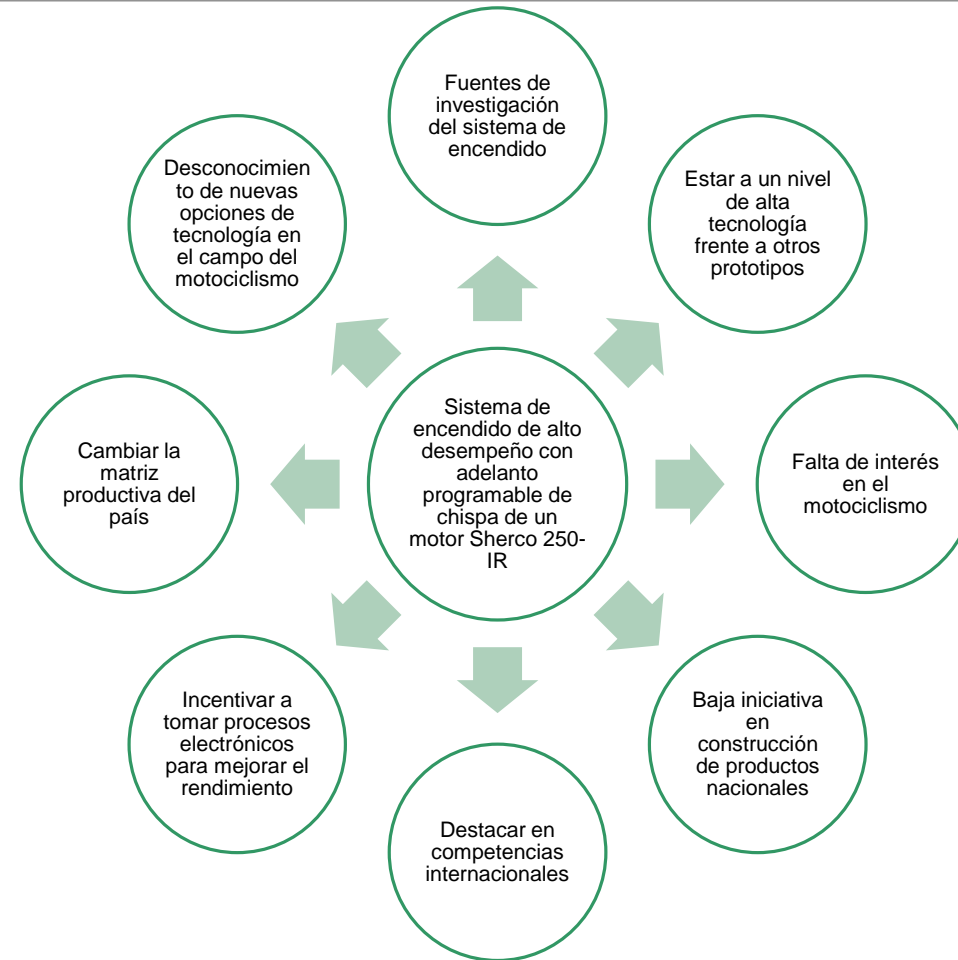 Fuentes de
investigación
del sistema de
encendido
Desconocimien
to de nuevas
opciones de
tecnología en
el campo del
motociclismo
Estar a un nivel
de alta
tecnología
frente a otros
prototipos
Cambiar la
matriz
productiva del
país
Sistema de
encendido de alto
desempeño con
adelanto
programable de
chispa de un
motor Sherco 250-
IR
Falta de interés
en el
motociclismo
Incentivar a
tomar procesos
electrónicos
para mejorar el
rendimiento
Baja iniciativa
en
construcción
de productos
nacionales
Destacar en
competencias
internacionales